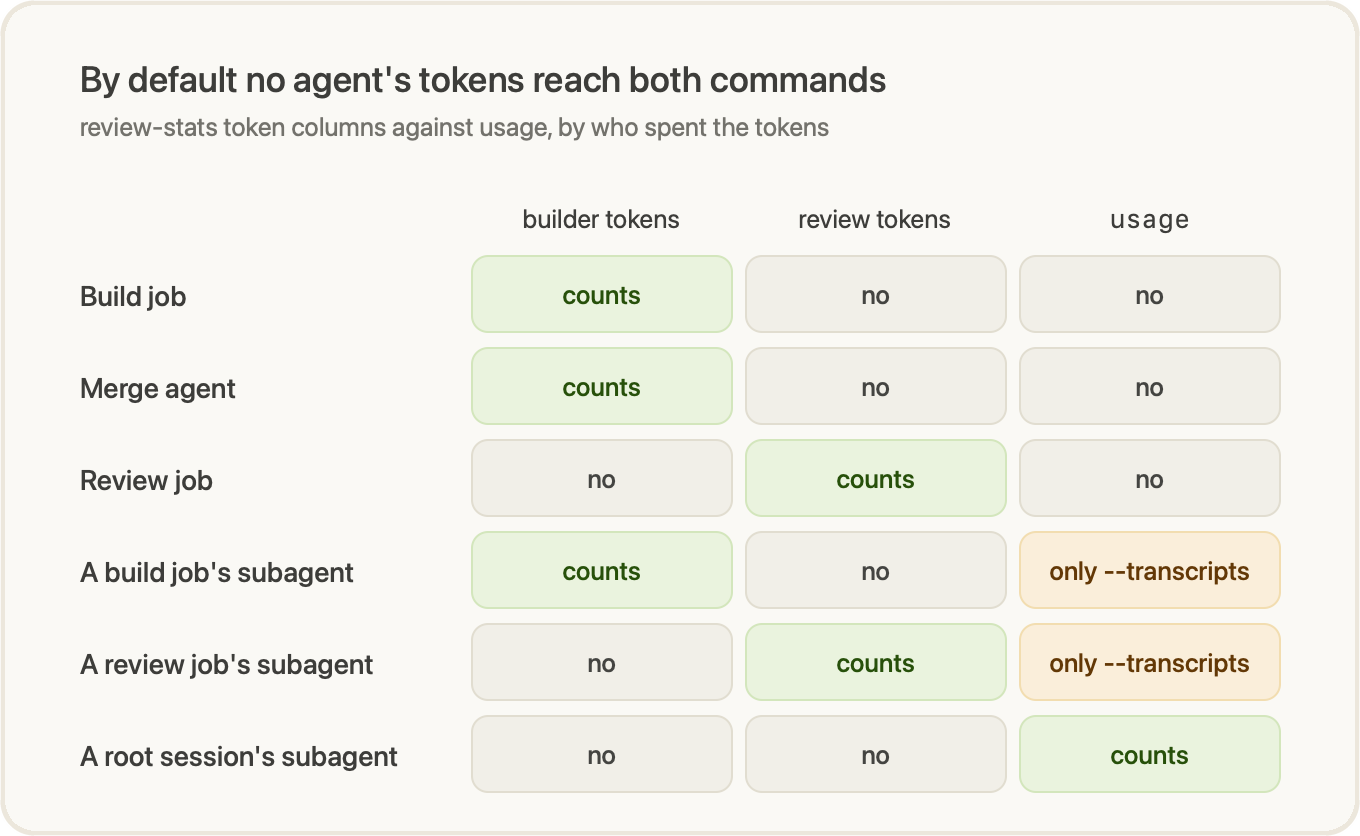 By default no agent's tokens reach both commands
review-stats token columns against usage, by who spent the tokens
builder tokens review tokens usage
Build job counts no no
Merge agent counts no no
Review job no counts no
A build job's subagent counts no only --transcripts
A review job's subagent no counts only --transcripts
A root session's subagent no no counts